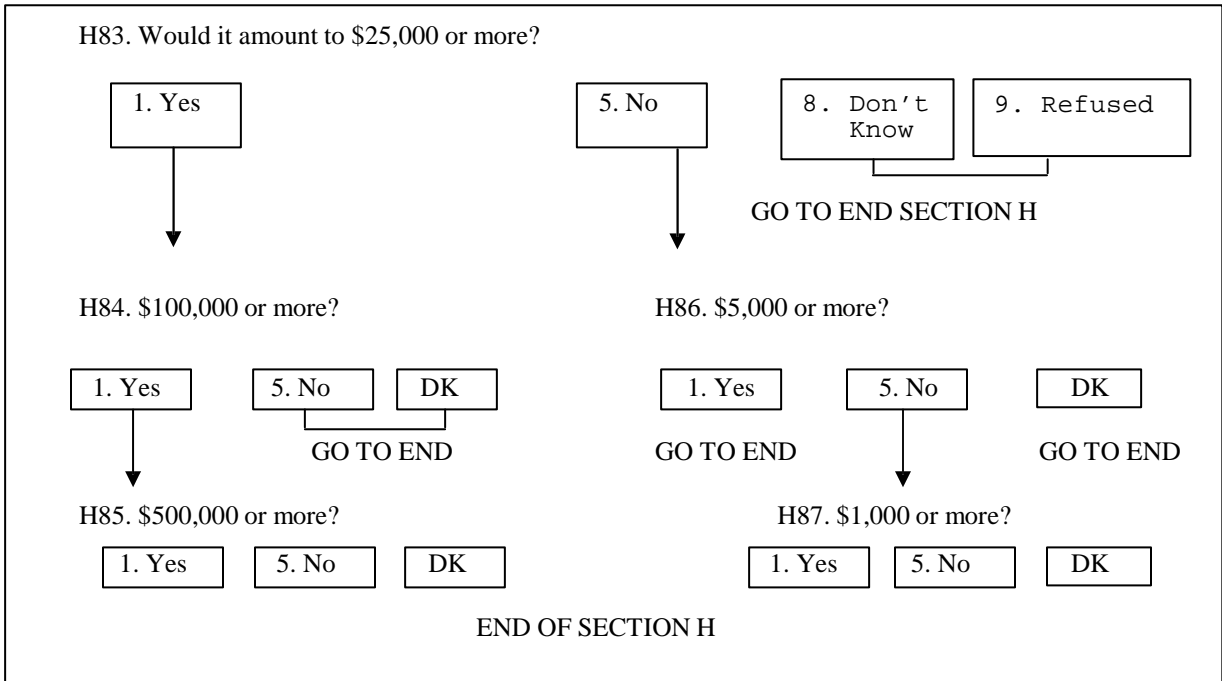 H83. Would it amount to $25,000 or more?
1. Yes
5. No
8. Don't
Know
9. Refused
GO TO END SECTION H
H84. $100,000 or more?
H86. $5,000 or more?
1. Yes
5. No
DK
1. Yes
5. No
DK
GO TO END
GO TO END
GO TO END
H85. $500,000 or more?
H87. $1,000 or more?
1. Yes
5. No
DK
1. Yes
5. No
DK
END OF SECTION H